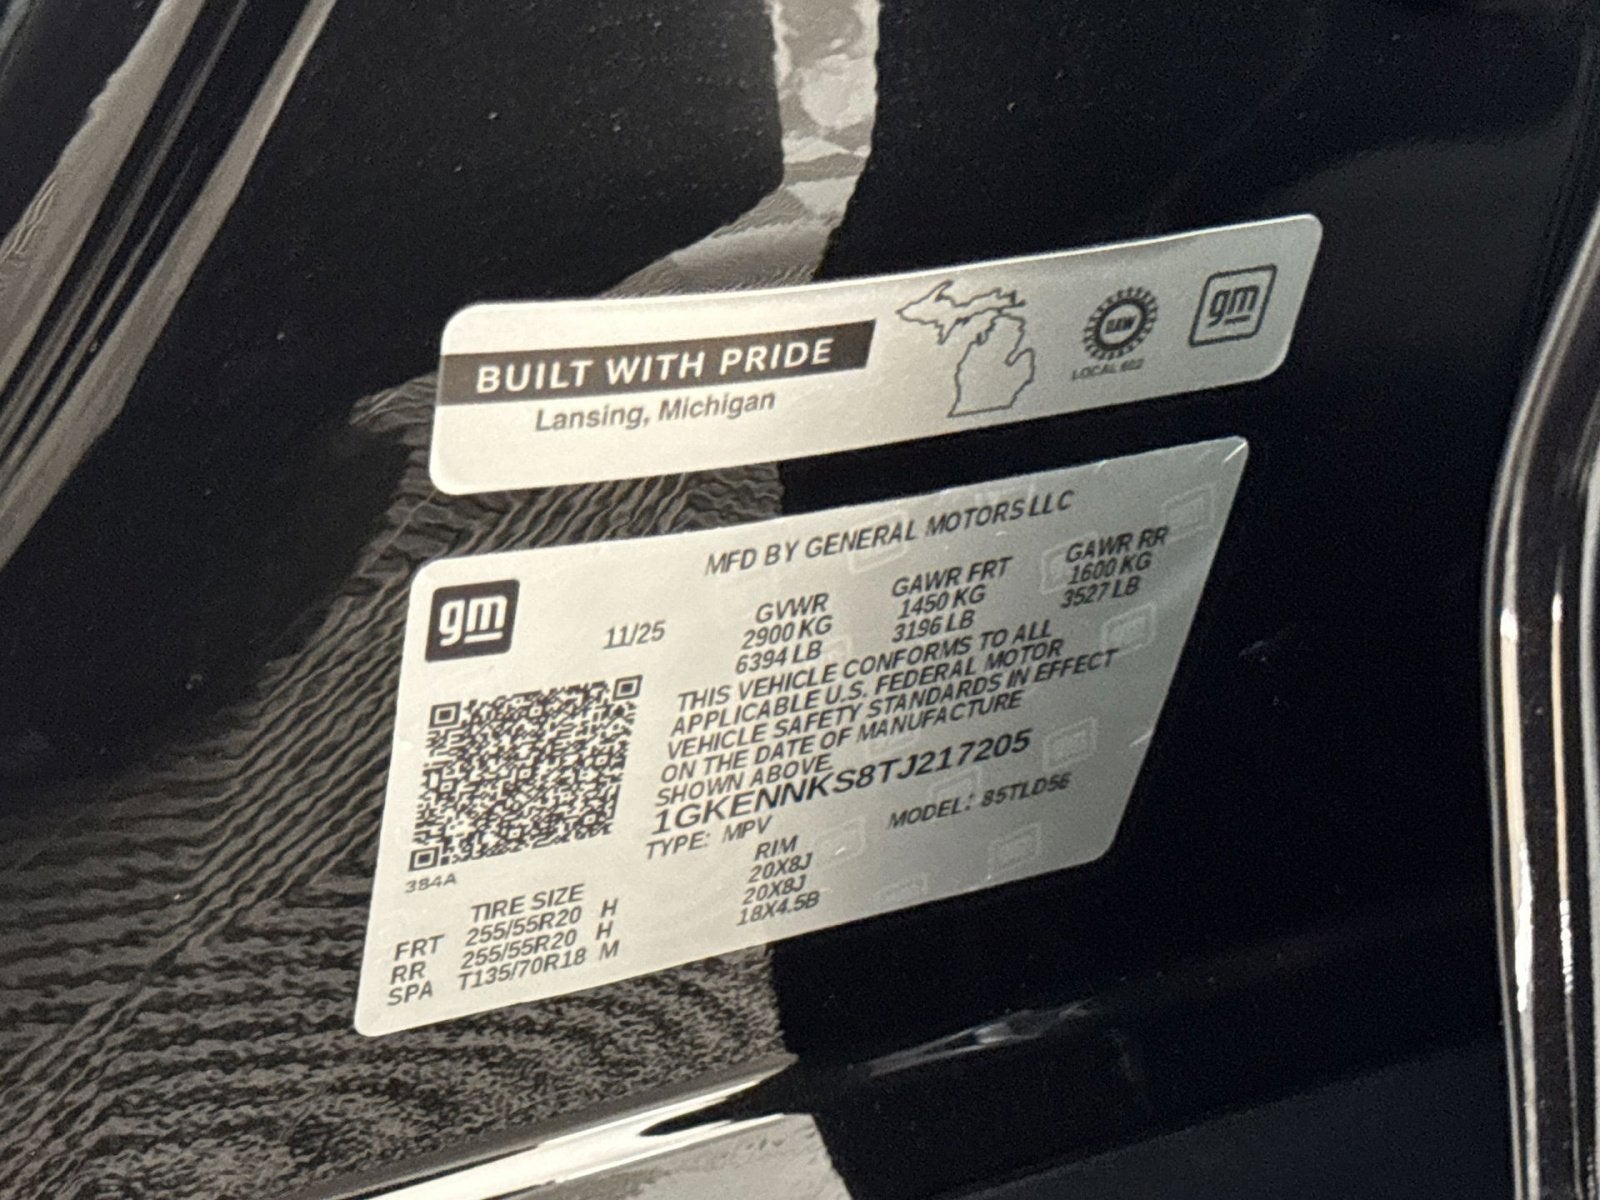 BUILT WITH PRIDE
Lansing, Michigan
UAW
LOCAL 602
gm
MFD BY GENERAL MOTORS LLC
gm
11/25
GVWR GAWR FRT GAWR RR
2900 KG 1450 KG 1600 KG
6394 LB 3196 LB 3527 LB
THIS VEHICLE CONFORMS TO ALL
APPLICABLE U.S. FEDERAL MOTOR
VEHICLE SAFETY STANDARDS IN EFFECT
ON THE DATE OF MANUFACTURE
SHOWN ABOVE.
1GKENNKS8TJ217205
TYPE: MPV MODEL: 85TLD56
384A
TIRE SIZE RIM
FRT 255/55R20 H 20X8J
RR 255/55R20 H 20X8J
SPA T135/70R18 M 18X4.5B